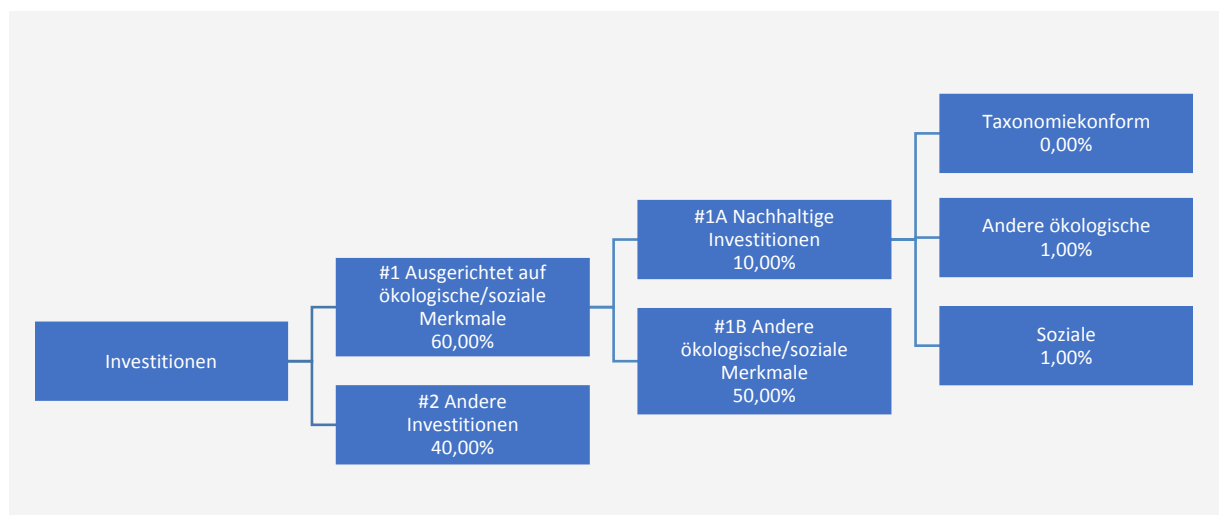 Investitionen
#1 Ausgerichtet auf
ökologische/soziale
Merkmale
60,00%
#2 Andere
Investitionen
40,00%
#1A Nachhaltige
Investitionen
10,00%
#1B Andere
ökologische/soziale
Merkmale
50,00%
Taxonomiekonform
0,00%
Andere ökologische
1,00%
Soziale
1,00%